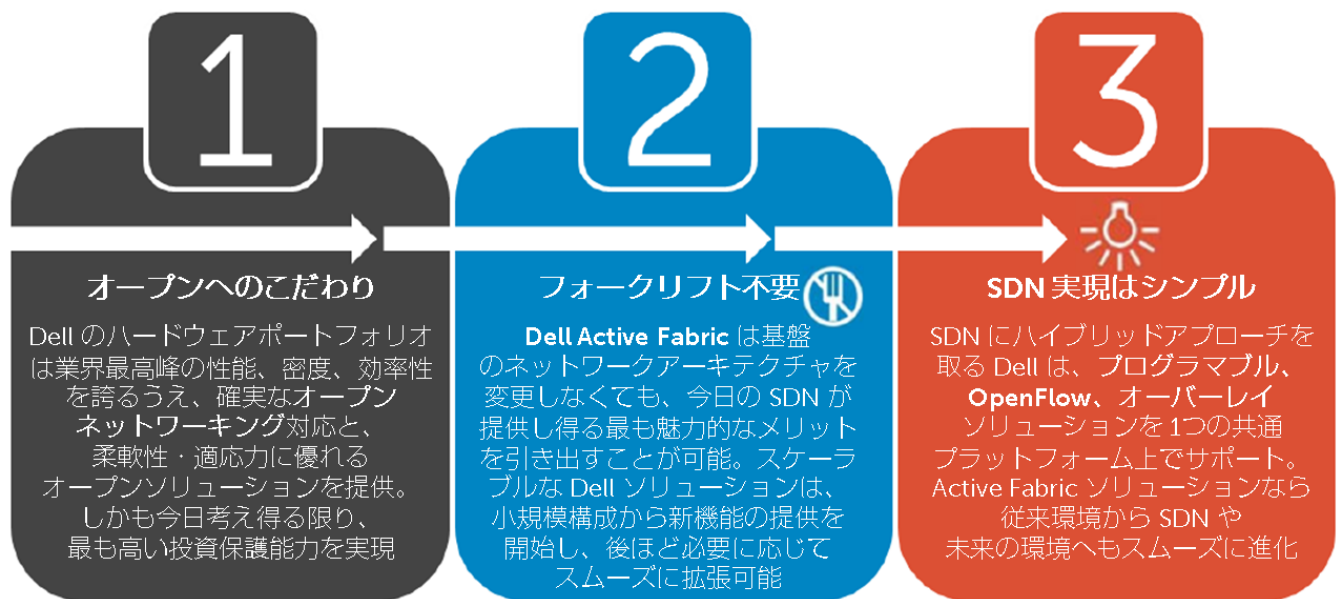 1
オープンへのこだわり
Dell のハードウェアポートフォリオ
は業界最高峰の性能、密度、効率性
を誇るうえ、確実なオープン
ネットワーキング対応と、
柔軟性・適応力に優れる
オープンソリューションを提供。
しかも今日考え得る限り、
最も高い投資保護能力を実現
2
フォークリフト不要
Dell Active Fabric は基盤
のネットワークアーキテクチャを
変更しなくても、今日の SDN が
提供し得る最も魅力的なメリット
を引き出すことが可能。スケーラ
ブルな Dell ソリューションは、
小規模構成から新機能の提供を
開始し、後ほど必要に応じて
スムーズに拡張可能
3
SDN 実現はシンプル
SDN にハイブリッドアプローチを
取る Dell は、プログラマブル、
OpenFlow、オーバーレイ
ソリューションを 1つの共通
プラットフォーム上でサポート。
Active Fabric ソリューションなら
従来環境から SDN や
未来の環境へもスムーズに進化